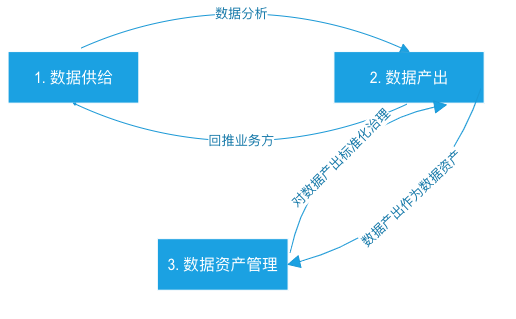 数据分析
1. 数据供给
2. 数据产出
回推业务方
对数据产出标准化治理
数据产出作为数据资产
3. 数据资产管理